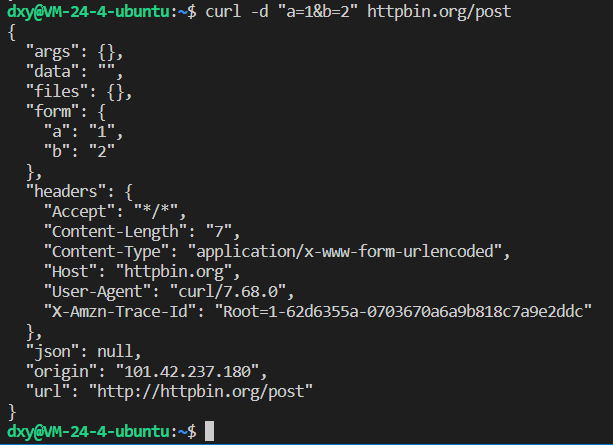 dxy@VM-24-4-ubuntu:~$ curl -d "a=1&b=2" httpbin.org/post
{
  "args": {},
  "data": "",
  "files": {},
  "form": {
    "a": "1",
    "b": "2"
  },
  "headers": {
    "Accept": "*/*",
    "Content-Length": "7",
    "Content-Type": "application/x-www-form-urlencoded",
    "Host": "httpbin.org",
    "User-Agent": "curl/7.68.0",
    "X-Amzn-Trace-Id": "Root=1-62d6355a-0703670a6a9b818c7a9e2ddc"
  },
  "json": null,
  "origin": "101.42.237.180",
  "url": "http://httpbin.org/post"
}
dxy@VM-24-4-ubuntu:~$